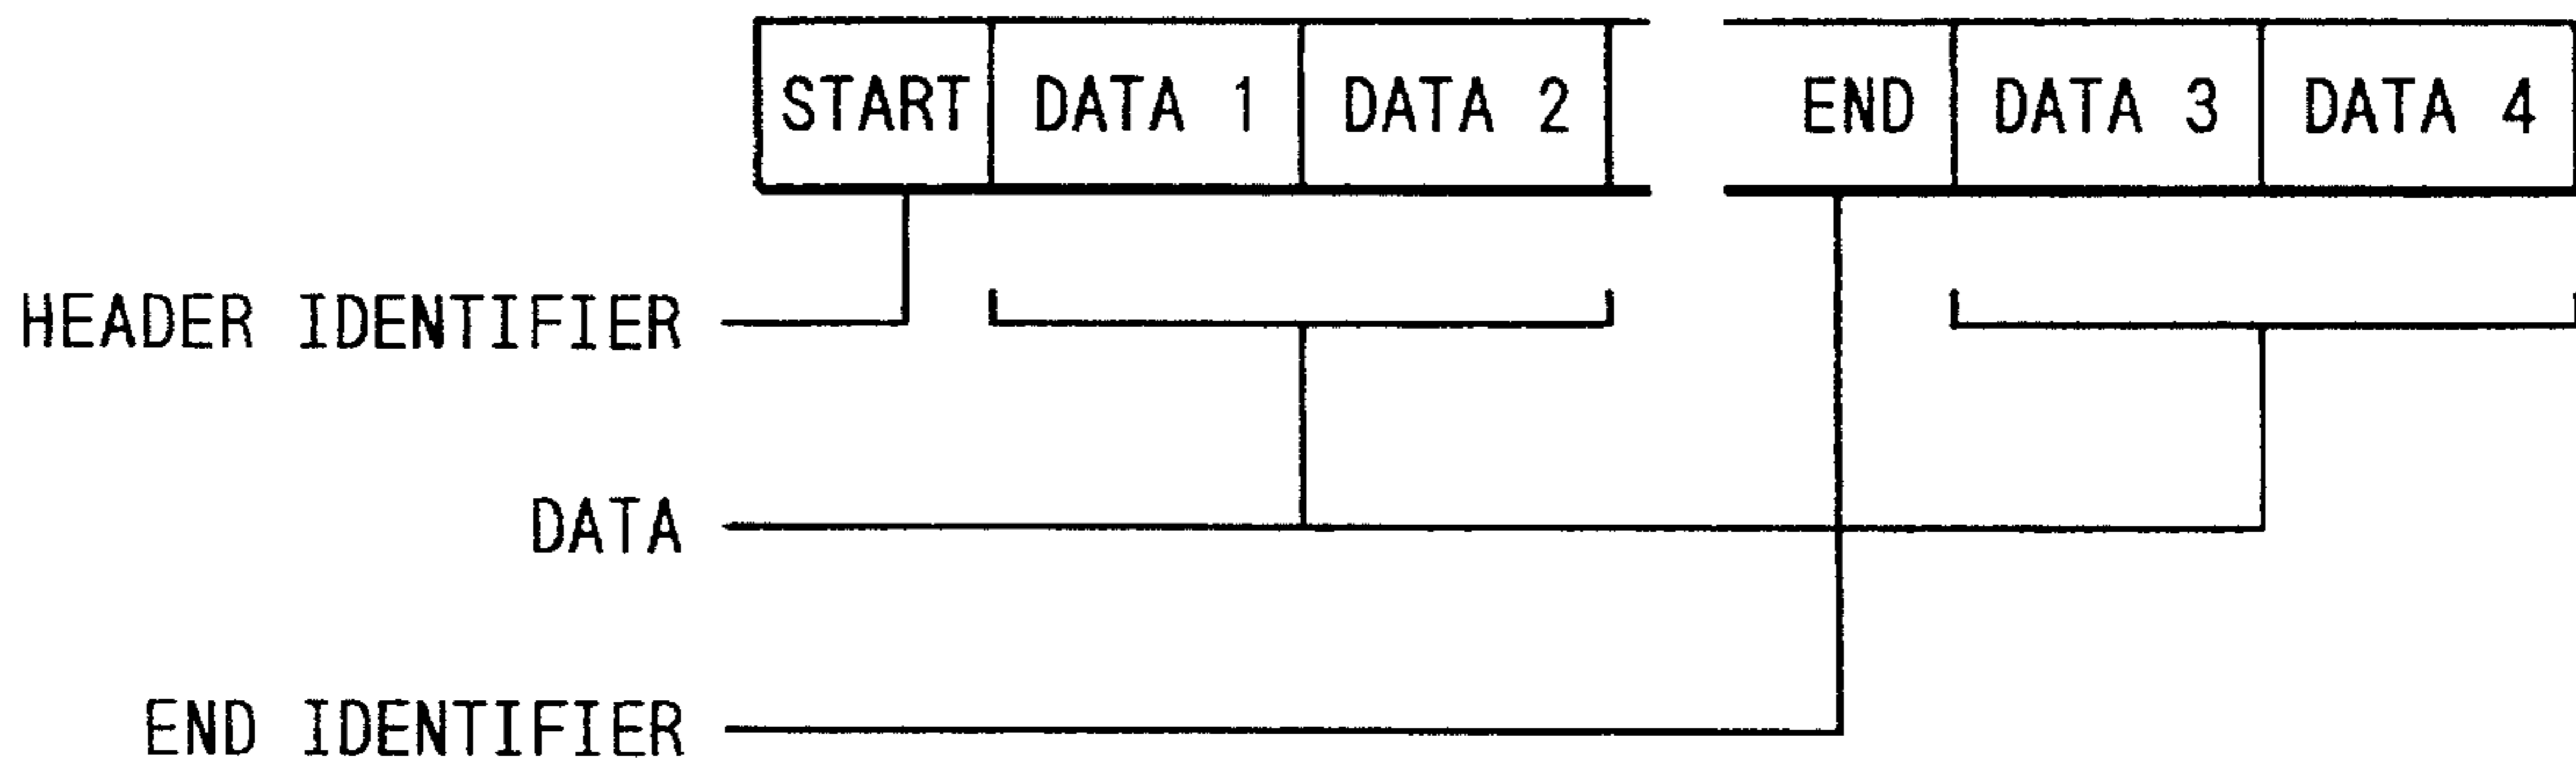 START DATA 1 DATA 2 END DATA 3 DATA 4
HEADER IDENTIFIER
DATA
END IDENTIFIER